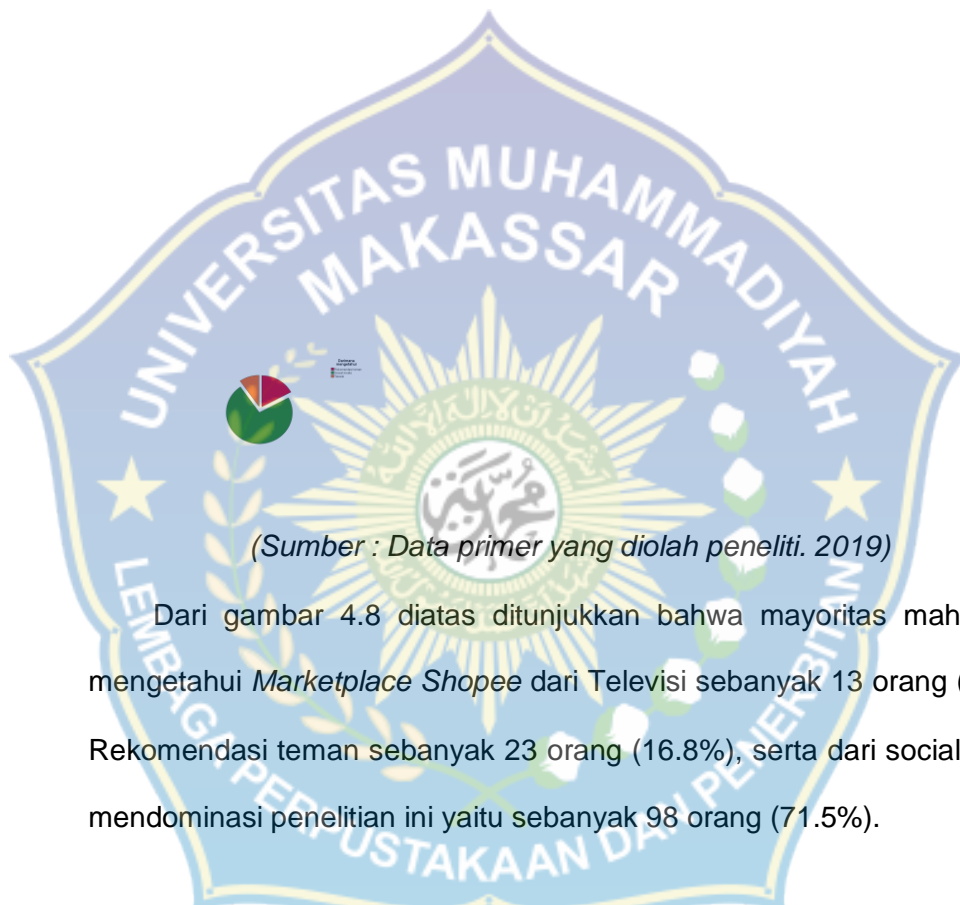 UNIVERSITAS MUHAMMADIYAH
MAKASSAR
(Sumber : Data primer yang diolah peneliti. 2019)
Dari gambar 4.8 diatas ditunjukkan bahwa mayoritas mah
mengetahui Marketplace Shopee dari Televisi sebanyak 13 orang (
Rekomendasi teman sebanyak 23 orang (16.8%), serta dari social
mendominasi penelitian ini yaitu sebanyak 98 orang (71.5%).
LEMBAGA PERPUSTAKAAN DAN PENERBITAN